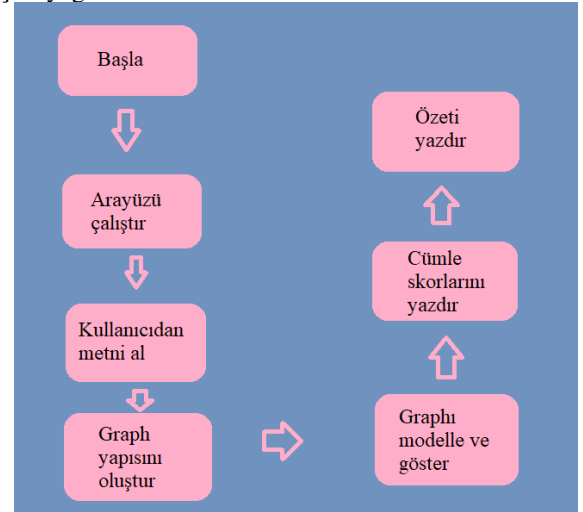 Başla
Arayüzü
çalıştır
Kullanıcıdan
metni al
Graph
yapısını
oluştur
Graphı
modelle ve
göster
Cümle
skorlarını
yazdır
Özeti
yazdır